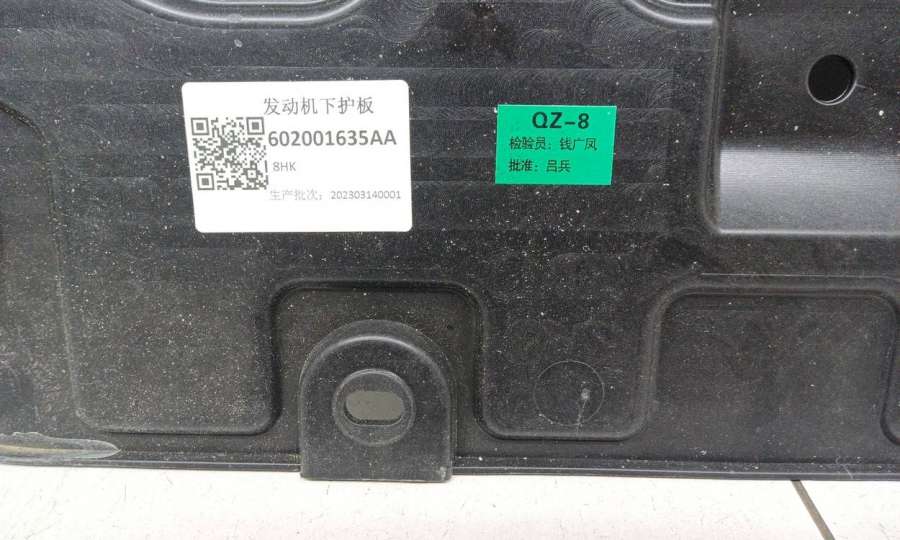 发动机下护板
602001635AA
8HK
生产批次：202303140001
QZ-8
检验员：钱广凤
批准：吕兵